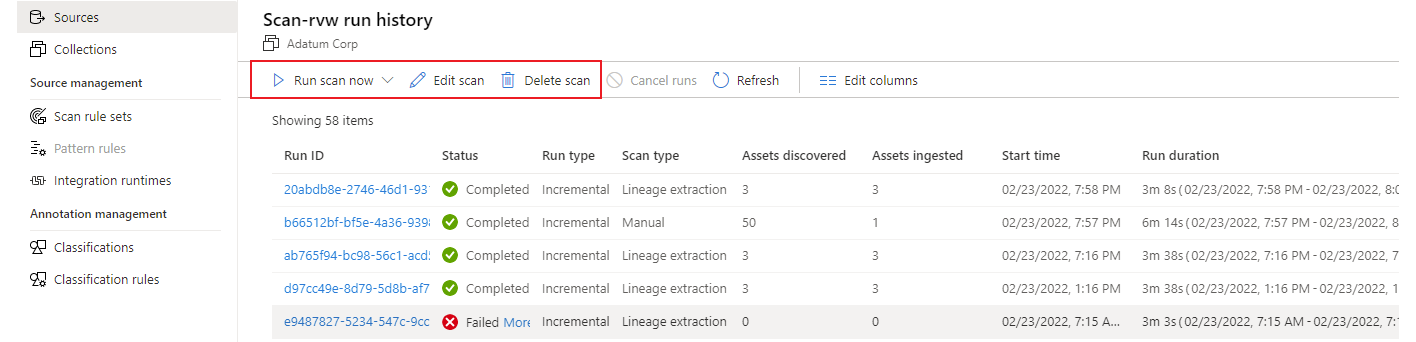 Sources
Collections
Source management
Scan rule sets
Pattern rules
Integration runtimes
Annotation management
Classifications
Classification rules
Scan-rvw run history
Adatum Corp
Run scan now Edit scan Delete scan Cancel runs Refresh Edit columns
Showing 58 items
Run ID Status Run type Scan type Assets discovered Assets ingested Start time Run duration
20abdb8e-2746-46d1-931 Completed Incremental Lineage extraction 3 3 02/23/2022, 7:58 PM 3m 8s (02/23/2022, 7:58 PM - 02/23/2022, 8:0
b66512bf-bf5e-4a36-9398 Completed Incremental Manual 50 1 02/23/2022, 7:57 PM 6m 14s (02/23/2022, 7:57 PM - 02/23/2022, 8
ab765f94-bc98-56c1-acd5 Completed Incremental Lineage extraction 3 3 02/23/2022, 7:16 PM 3m 38s (02/23/2022, 7:16 PM - 02/23/2022, 7
d97cc49e-8d79-5d8b-af7 Completed Incremental Lineage extraction 3 3 02/23/2022, 1:16 PM 3m 38s (02/23/2022, 1:16 PM - 02/23/2022, 1
e9487827-5234-547c-9cc Failed More Incremental Lineage extraction 0 0 02/23/2022, 7:15 A... 3m 3s (02/23/2022, 7:15 AM - 02/23/2022, 7:1